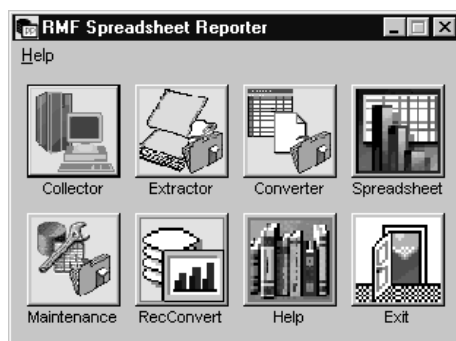 RMF Spreadsheet Reporter
Help
Collector Extractor Converter Spreadsheet
Maintenance RecConvert Help Exit